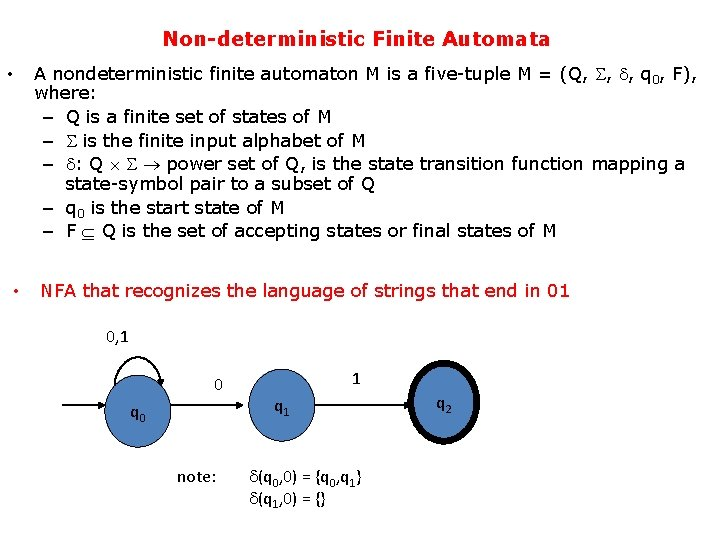 Non-deterministic Finite Automata
• A nondeterministic finite automaton M is a five-tuple M = (Q, Σ, δ, q0, F),
where:
– Q is a finite set of states of M
– Σ is the finite input alphabet of M
– δ: Q × Σ → power set of Q, is the state transition function mapping a
state-symbol pair to a subset of Q
– q0 is the start state of M
– F ⊆ Q is the set of accepting states or final states of M
• NFA that recognizes the language of strings that end in 01
0,1
0
1
q0
q1
q2
note: δ(q0,0) = {q0,q1}
δ(q1,0) = {}